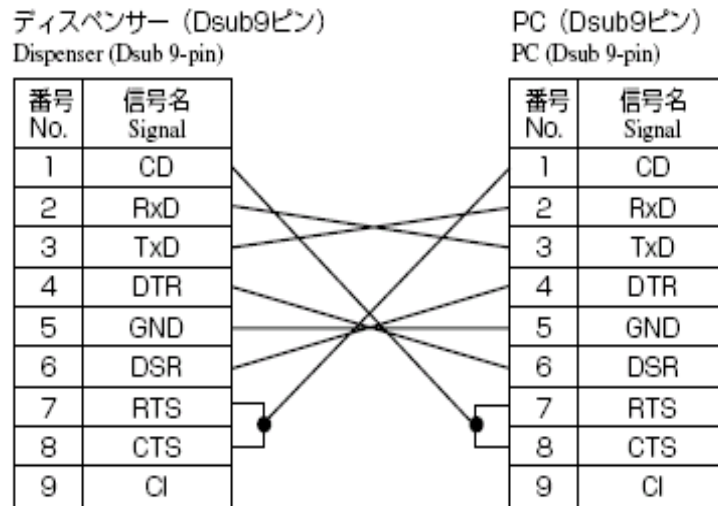 ディスペンサー（Dsub9ピン）
Dispenser (Dsub 9-pin)
番号 信号名
No. Signal
1 CD
2 RxD
3 TxD
4 DTR
5 GND
6 DSR
7 RTS
8 CTS
9 CI
PC（Dsub9ピン）
PC (Dsub 9-pin)
番号 信号名
No. Signal
1 CD
2 RxD
3 TxD
4 DTR
5 GND
6 DSR
7 RTS
8 CTS
9 CI